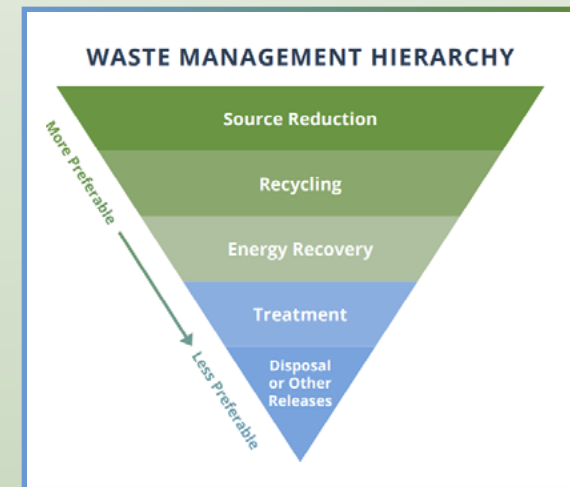 WASTE MANAGEMENT HIERARCHY
More Preferable
Less Preferable
Source Reduction
Recycling
Energy Recovery
Treatment
Disposal
or Other
Releases